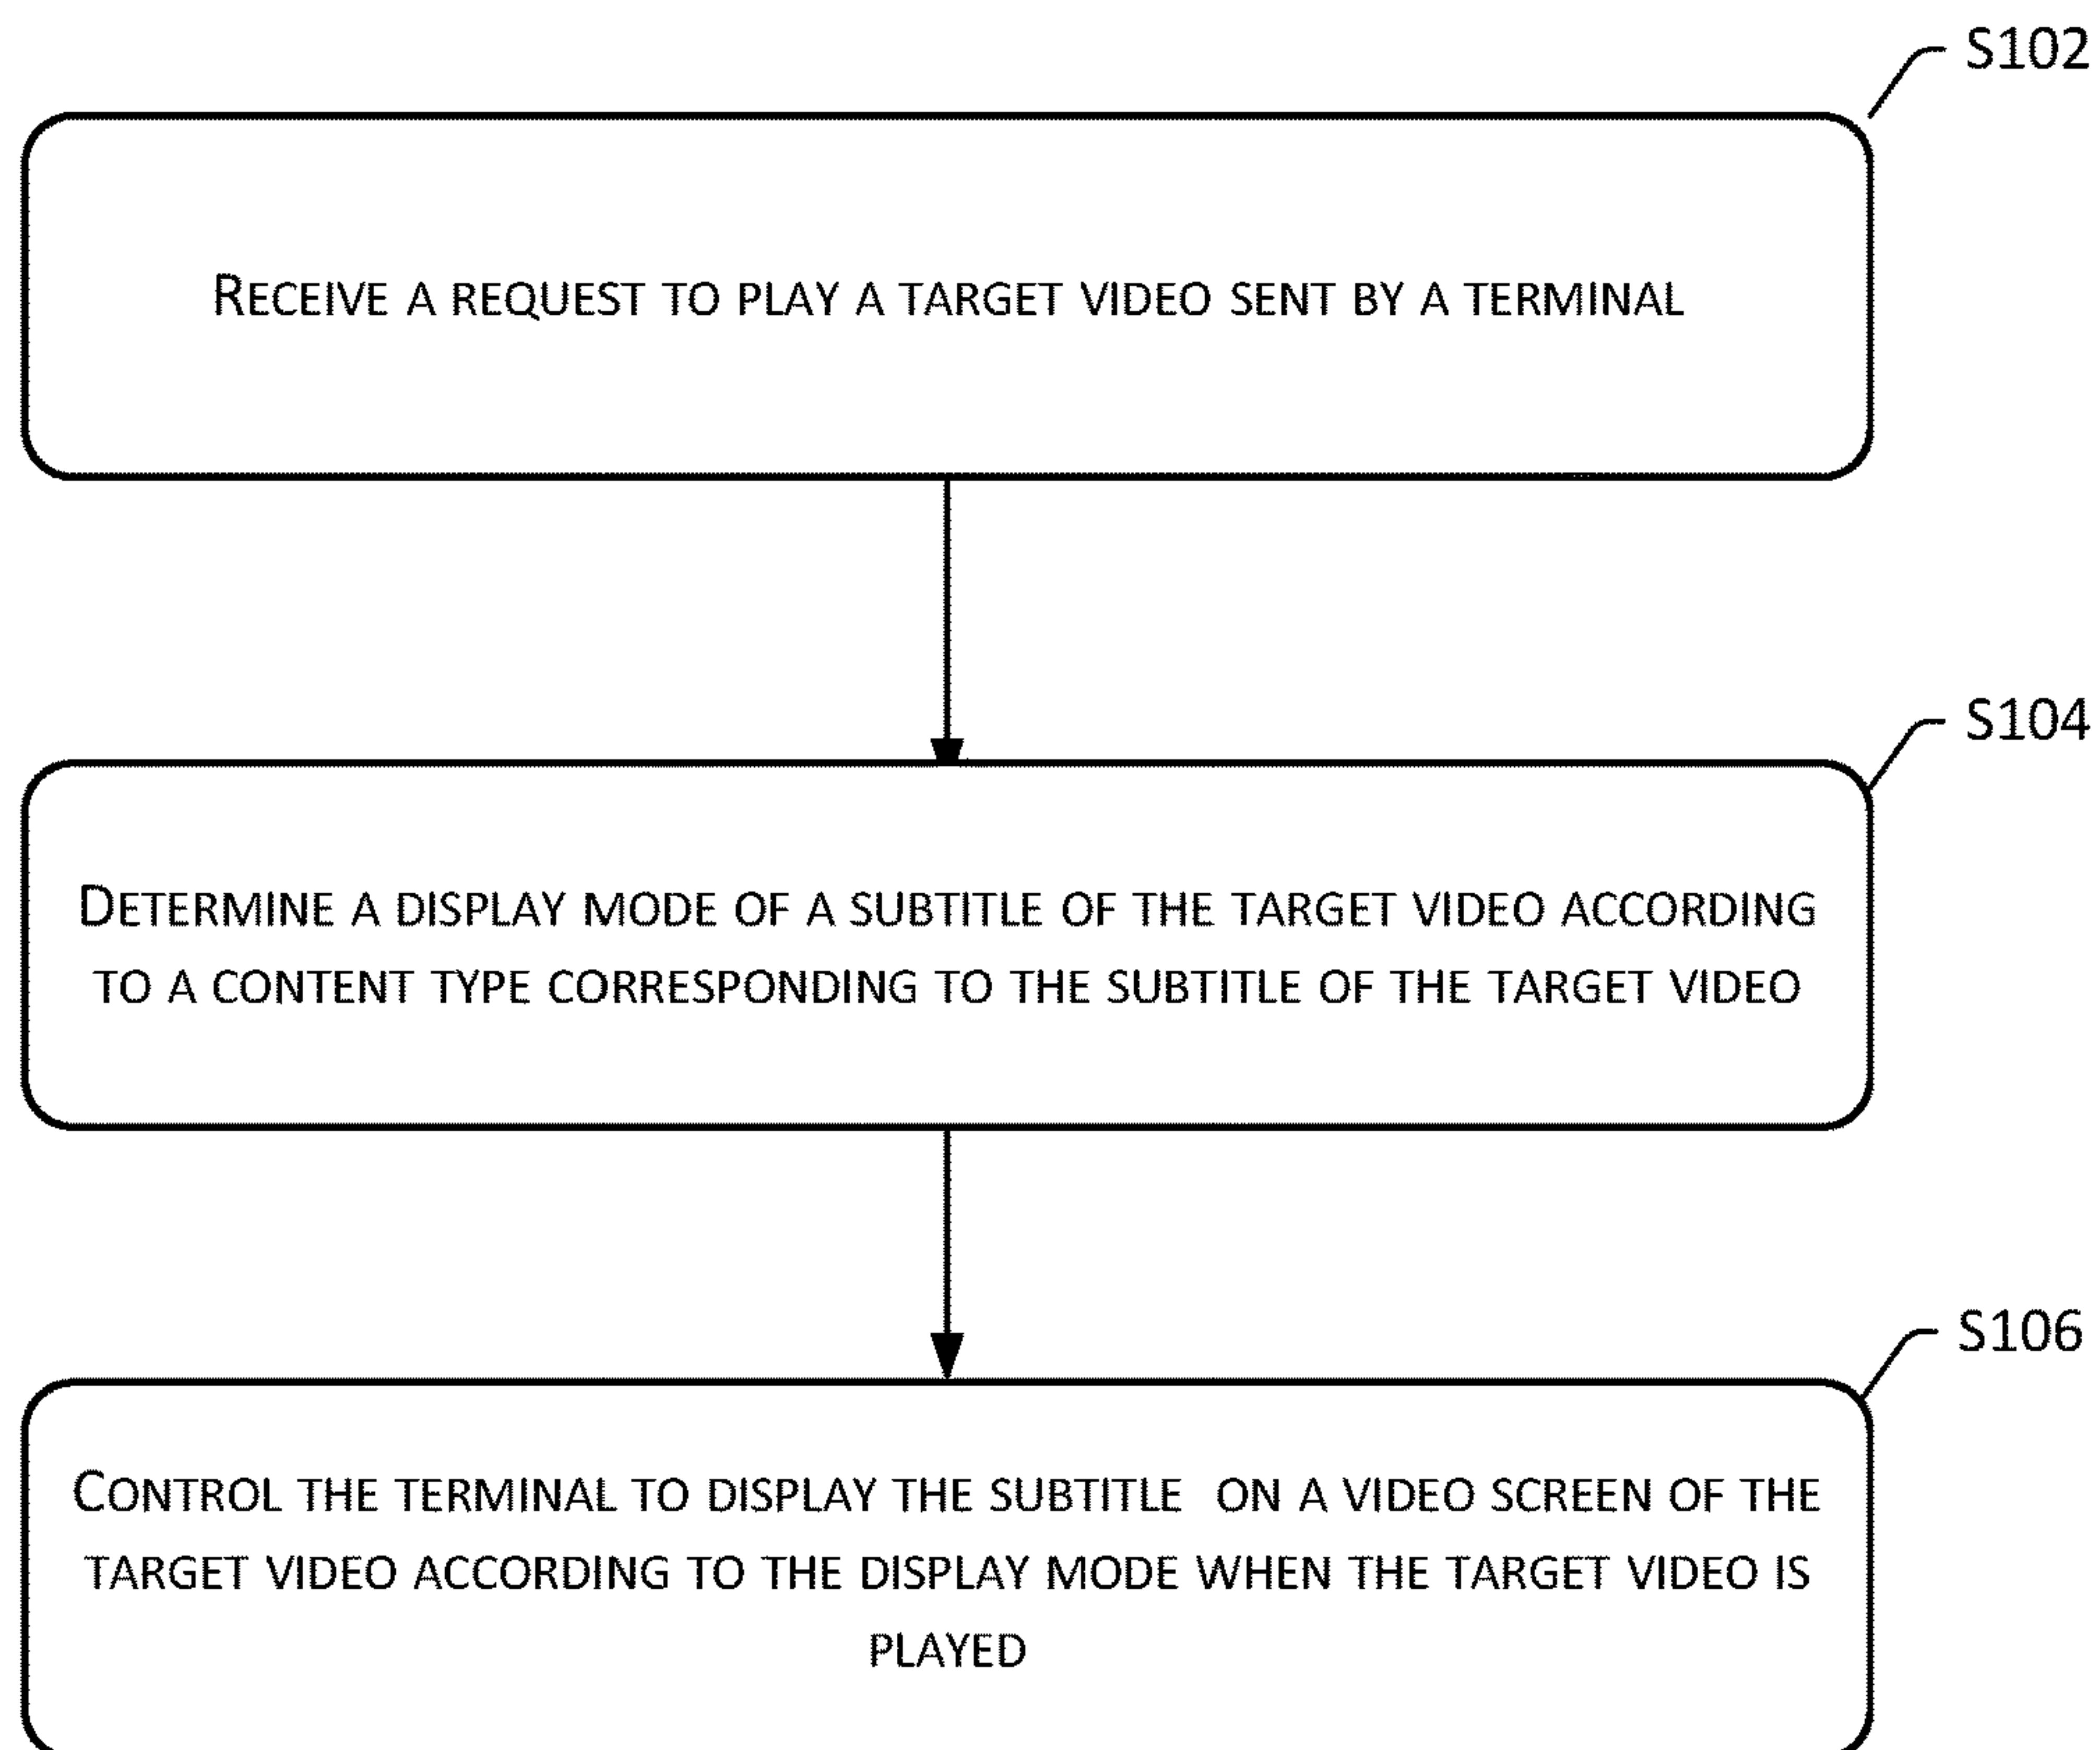 S102
RECEIVE A REQUEST TO PLAY A TARGET VIDEO SENT BY A TERMINAL
S104
DETERMINE A DISPLAY MODE OF A SUBTITLE OF THE TARGET VIDEO ACCORDING
TO A CONTENT TYPE CORRESPONDING TO THE SUBTITLE OF THE TARGET VIDEO
S106
CONTROL THE TERMINAL TO DISPLAY THE SUBTITLE ON A VIDEO SCREEN OF THE
TARGET VIDEO ACCORDING TO THE DISPLAY MODE WHEN THE TARGET VIDEO IS
PLAYED